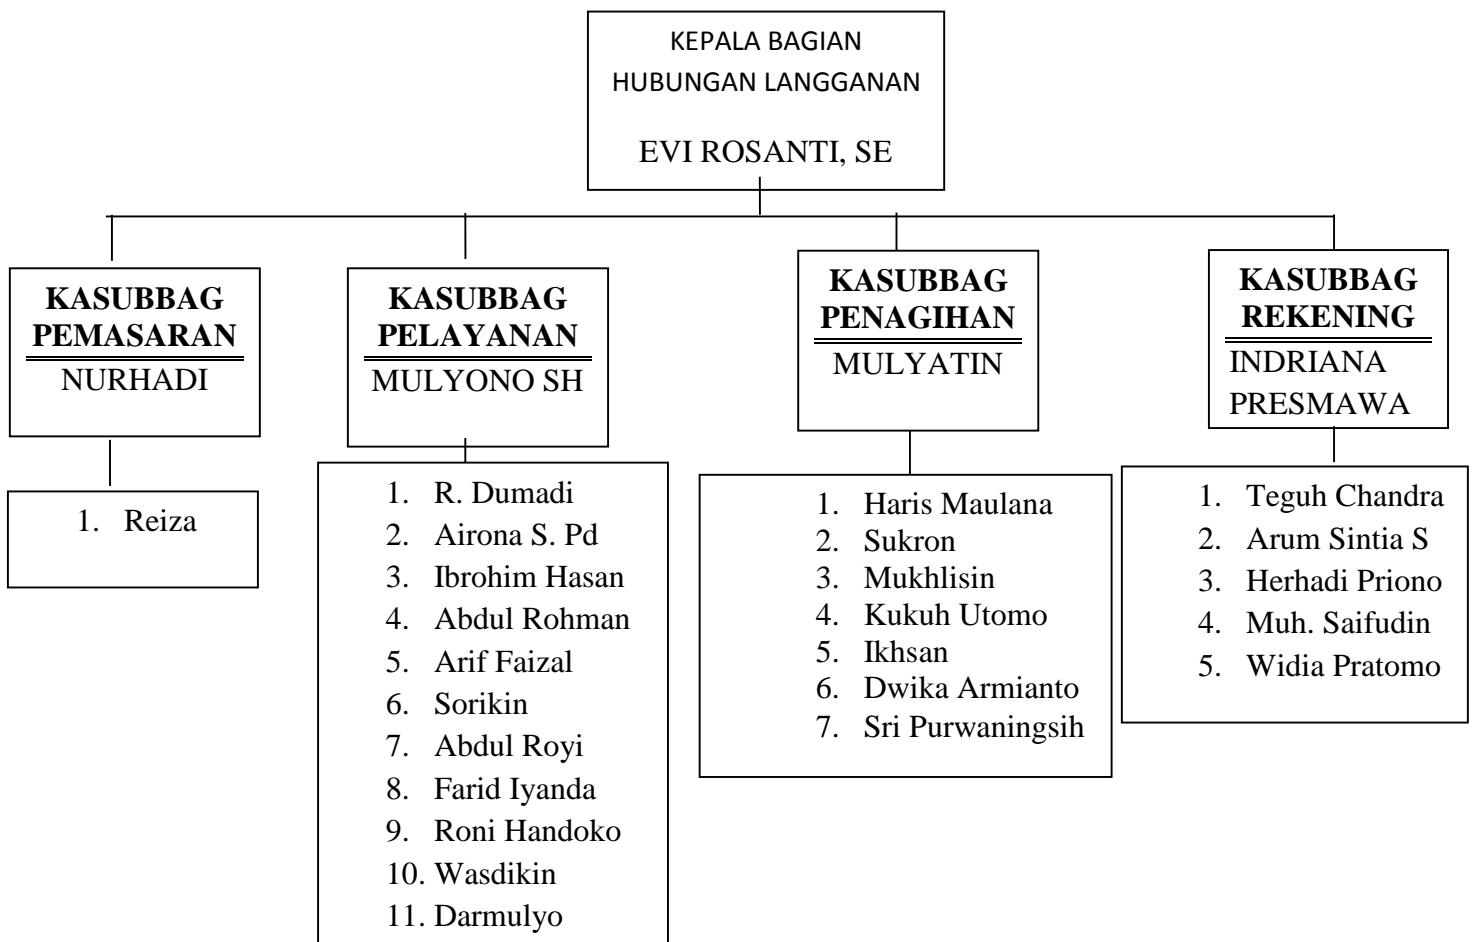 KEPALA BAGIAN
HUBUNGAN LANGGANAN
EVI ROSANTI, SE
KASUBBAG
PEMASARAN
NURHADI
1. Reiza
KASUBBAG
PELAYANAN
MULYONO SH
1. R. Dumadi
2. Airona S. Pd
3. Ibrohim Hasan
4. Abdul Rohman
5. Arif Faizal
6. Sorikin
7. Abdul Royi
8. Farid Iyanda
9. Roni Handoko
10. Wasdikin
11. Darmulyo
KASUBBAG
PENAGIHAN
MULYATIN
1. Haris Maulana
2. Sukron
3. Mukhlisin
4. Kukuh Utomo
5. Ikhsan
6. Dwika Armianto
7. Sri Purwaningsih
KASUBBAG
REKENING
INDRIANA
PRESMAWA
1. Teguh Chandra
2. Arum Sintia S
3. Herhadi Priono
4. Muh. Saifudin
5. Widia Pratomo